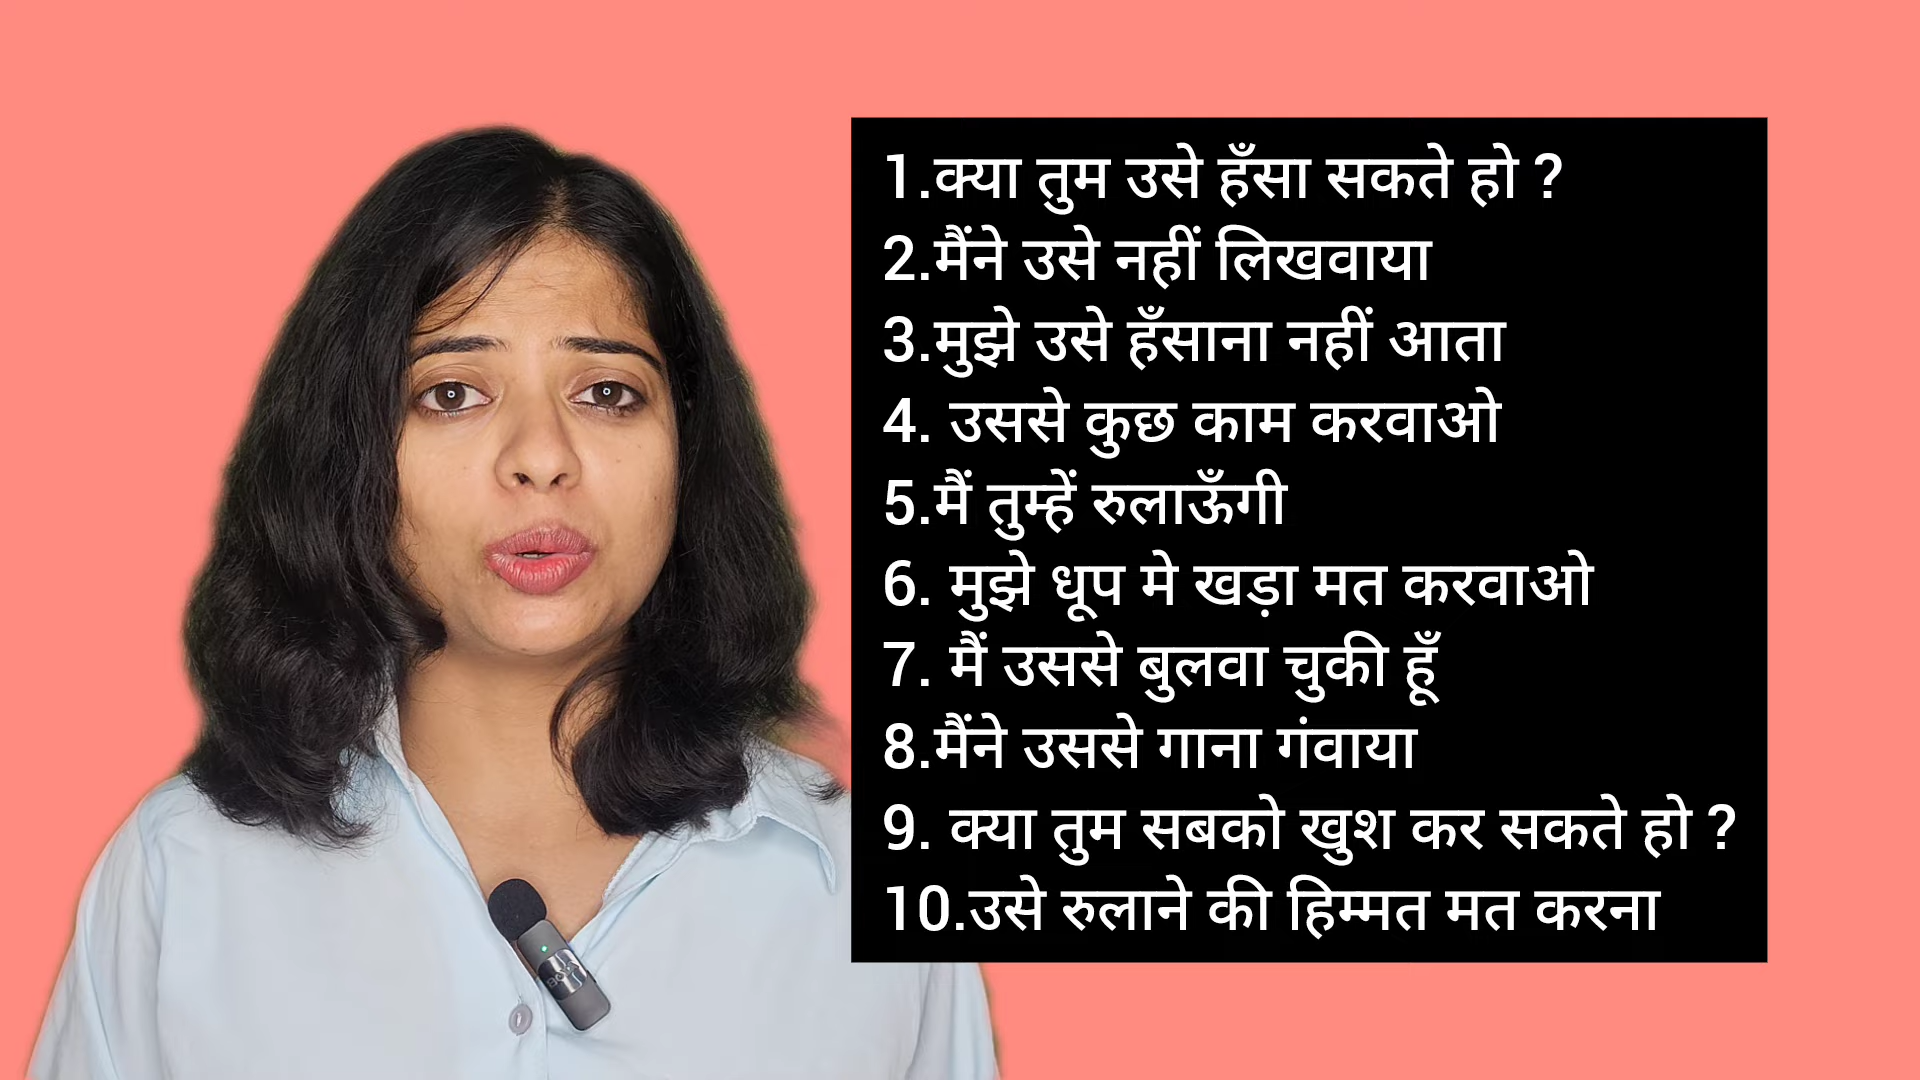 1.क्या तुम उसे हँसा सकते हो ?
2.मैंने उसे नहीं लिखवाया
3.मुझे उसे हँसाना नहीं आता
4. उससे कुछ काम करवाओ
5.मैं तुम्हें रुलाऊँगी
6. मुझे धूप मे खड़ा मत करवाओ
7. मैं उससे बुलवा चुकी हूँ
8.मैंने उससे गाना गंवाया
9. क्या तुम सबको खुश कर सकते हो ?
10.उसे रुलाने की हिम्मत मत करना
BOYA